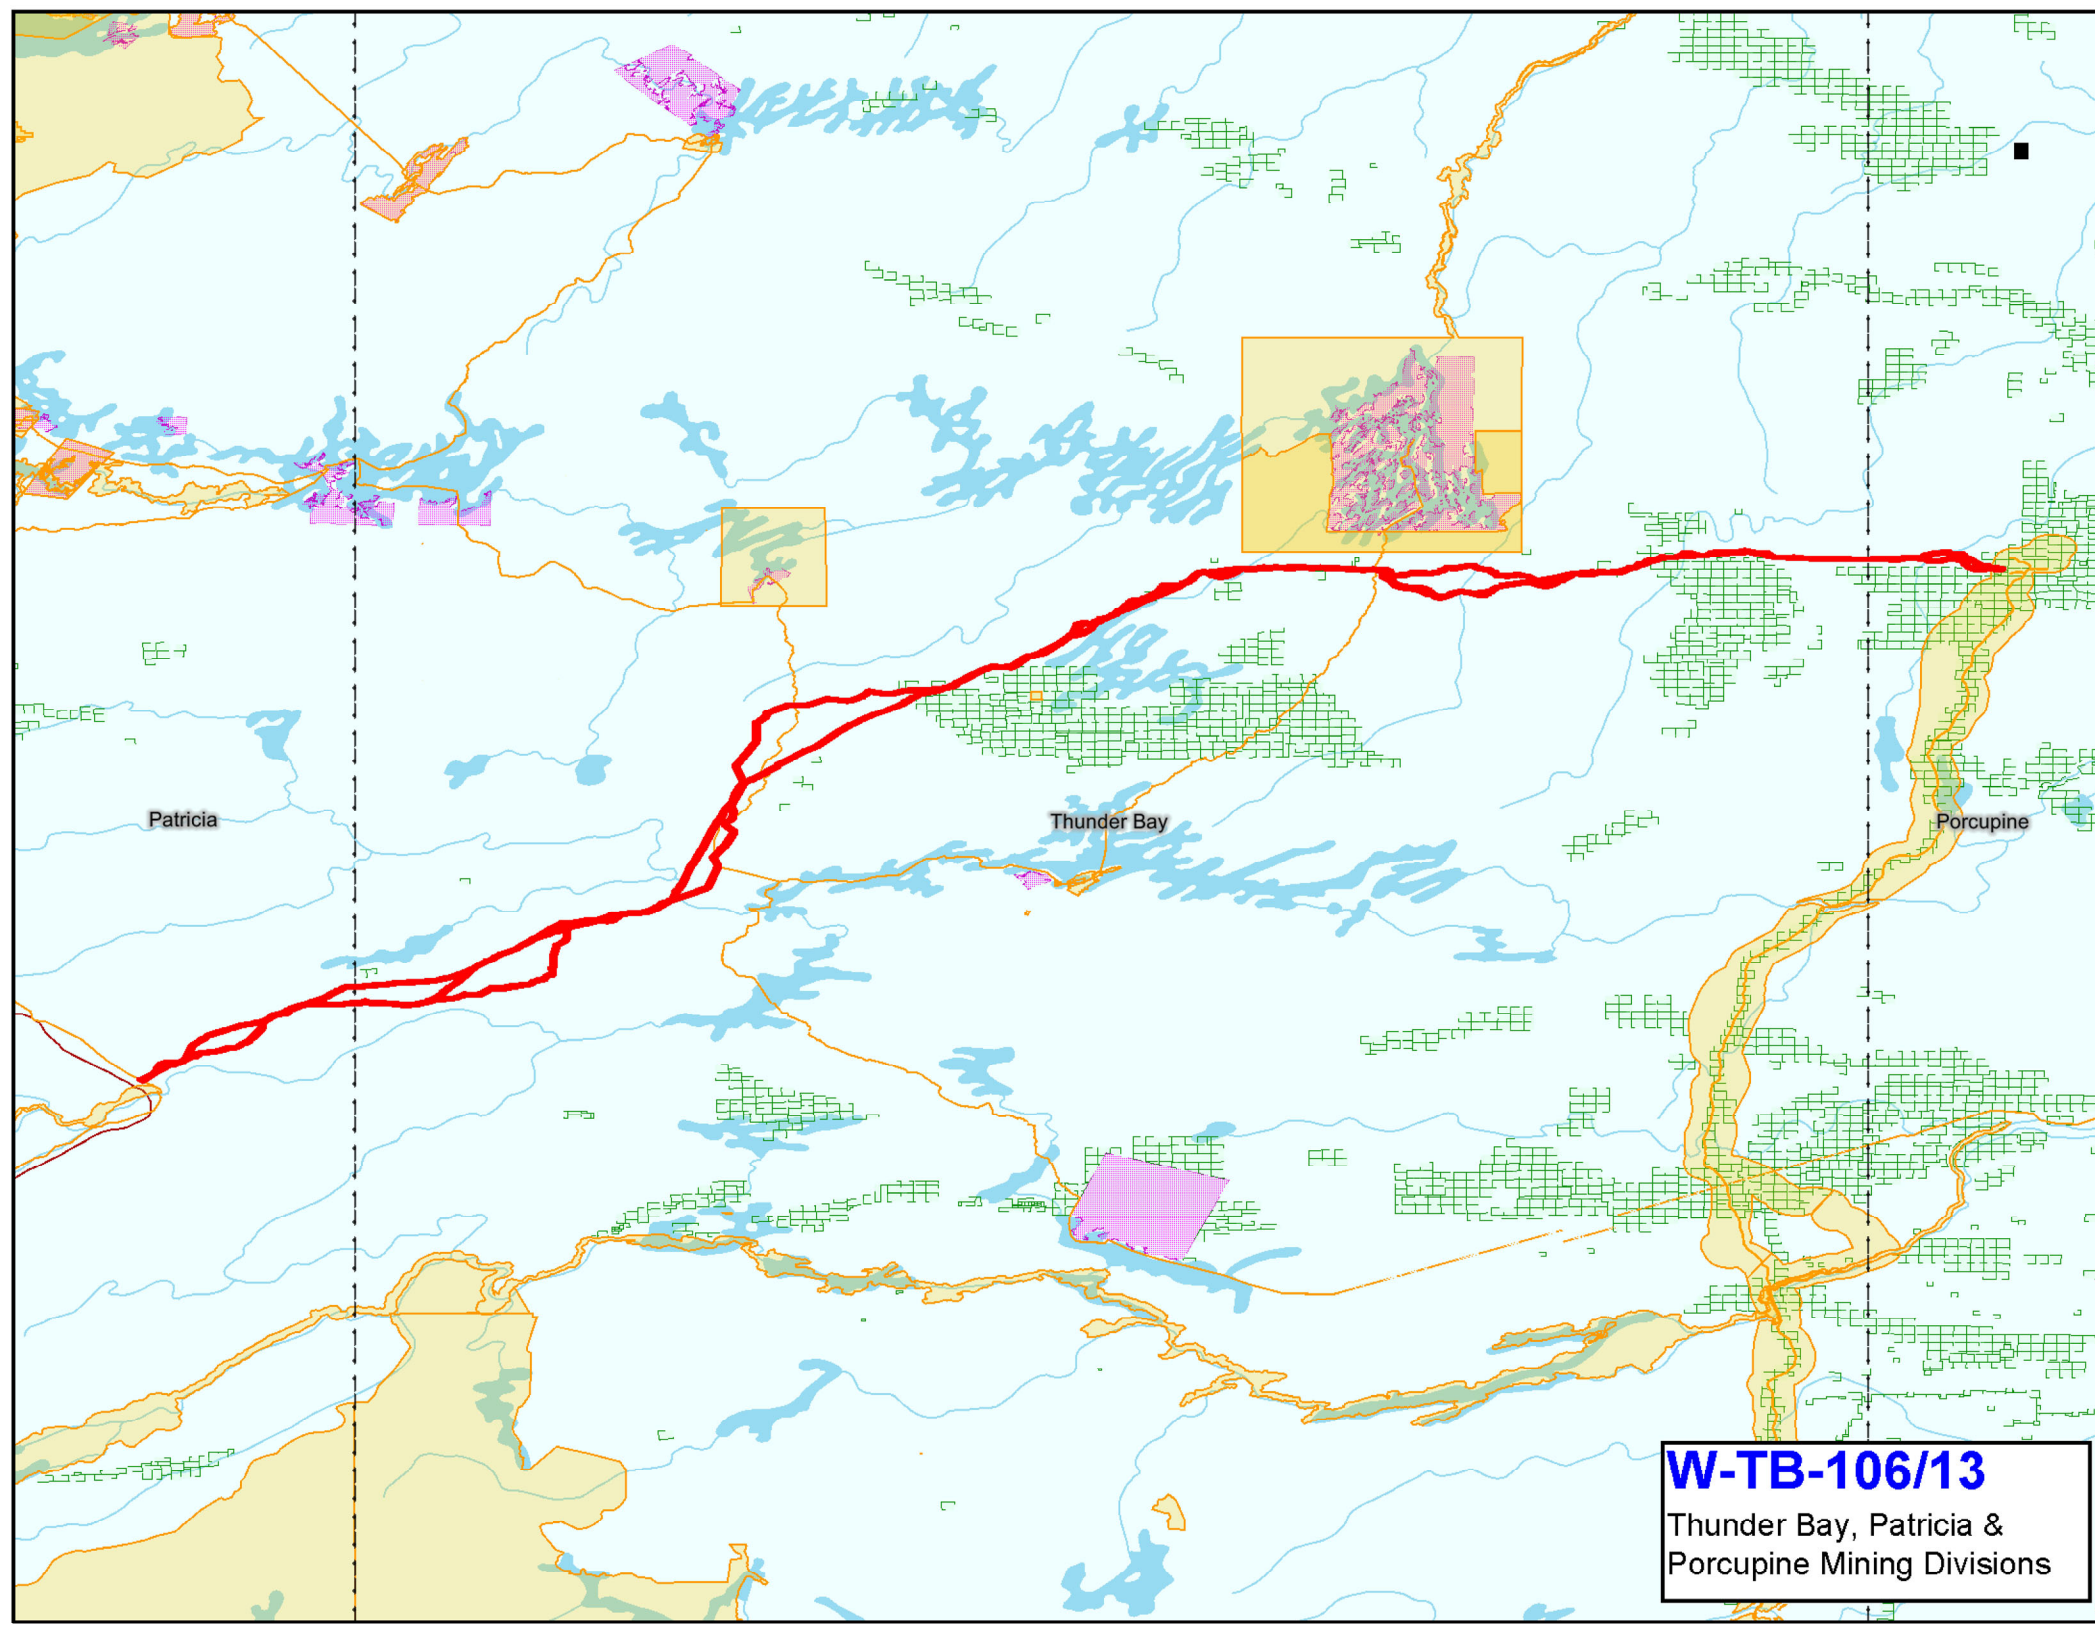 Patricia
Thunder Bay
Porcupine
W-TB-106/13
Thunder Bay, Patricia &
Porcupine Mining Divisions